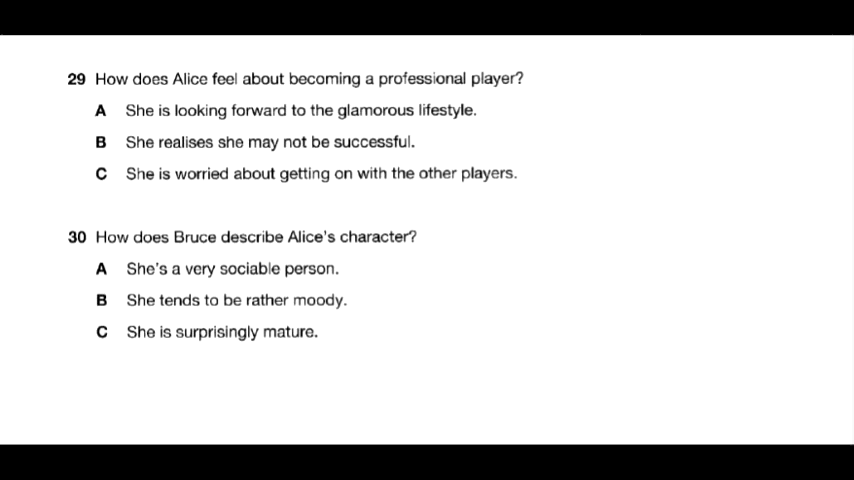 29 How does Alice feel about becoming a professional player?
A She is looking forward to the glamorous lifestyle.
B She realises she may not be successful.
C She is worried about getting on with the other players.
30 How does Bruce describe Alice's character?
A She's a very sociable person.
B She tends to be rather moody.
C She is surprisingly mature.